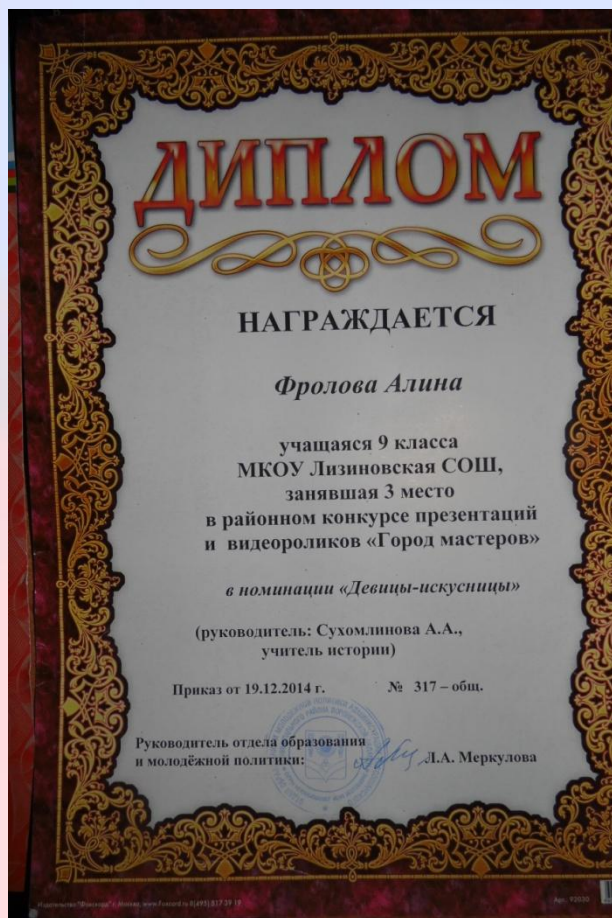 ДИПЛОМ
НАГРАЖДАЕТСЯ
Фролова Алина
учащаяся 9 класса
МКОУ Лизиновская СОШ,
занявшая 3 место
в районном конкурсе презентаций
и видеороликов «Город мастеров»
в номинации «Девицы-искусницы»
(руководитель: Сухомлинова А.А.,
учитель истории)
Приказ от 19.12.2014 г. № 317 – общ.
Руководитель отдела образования
и молодёжной политики: Л.А. Меркулова